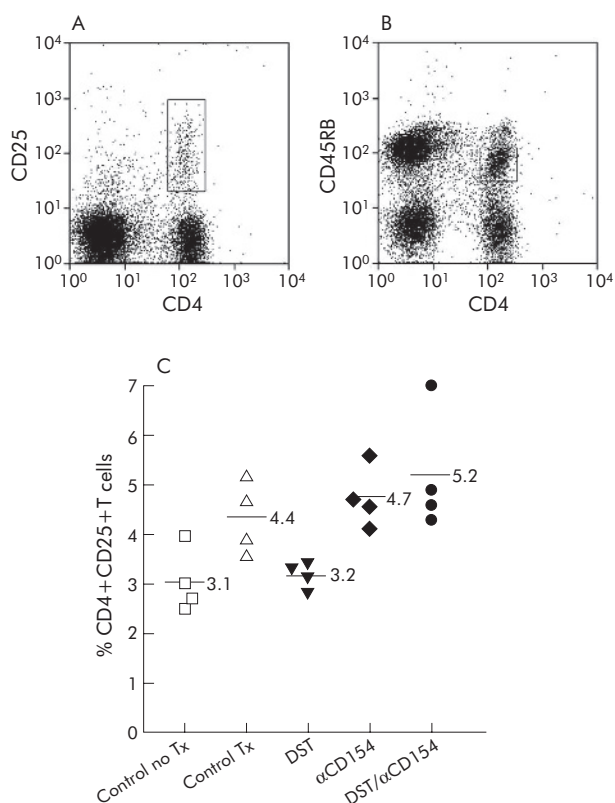 A
CD25
10⁴
10³
10²
10¹
10⁰
10⁰ 10¹ 10² 10³ 10⁴
CD4
B
CD45RB
10⁴
10³
10²
10¹
10⁰
10⁰ 10¹ 10² 10³ 10⁴
CD4
C
% CD4+CD25+T cells
7
6
5
4
3
2
1
0
3.1
4.4
3.2
4.7
5.2
Control no Tx
Control Tx
DST
αCD154
DST/αCD154